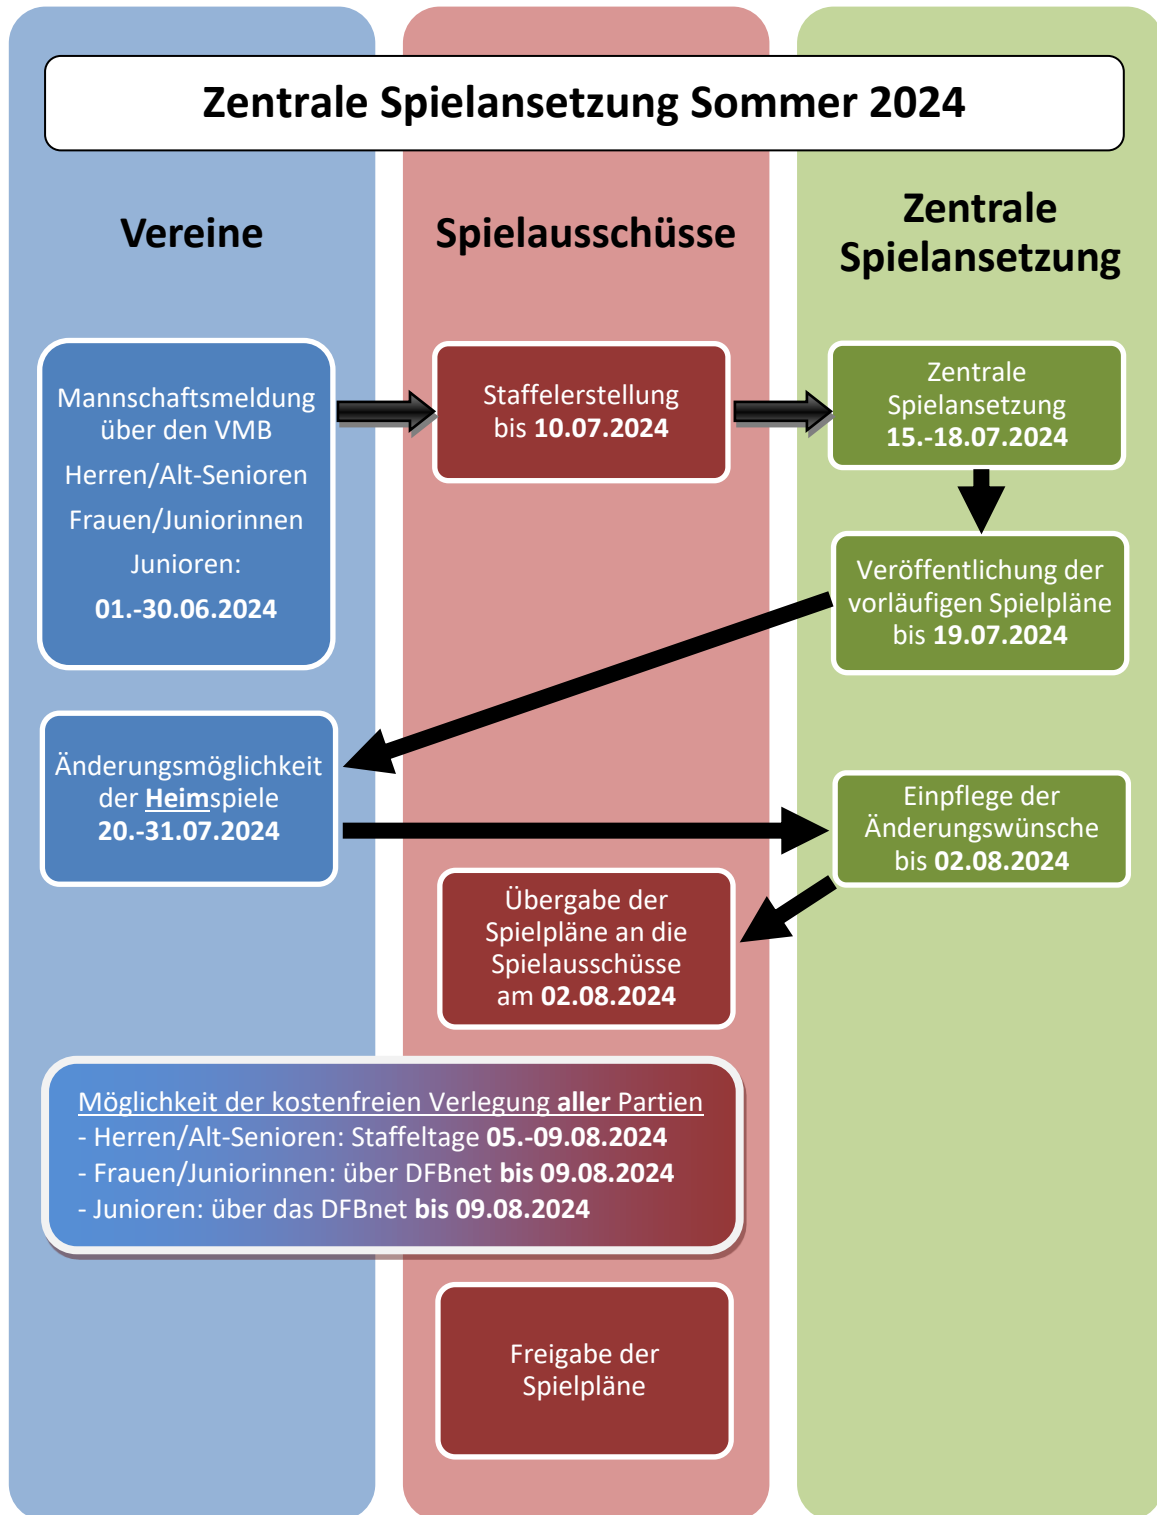 Zentrale Spielansetzung Sommer 2024
Vereine
Spielausschüsse
Zentrale
Spielansetzung
Mannschaftsmeldung
über den VMB
Herren/Alt-Senioren
Frauen/Juniorinnen
Junioren:
01.-30.06.2024
Staffelerstellung
bis 10.07.2024
Zentrale
Spielansetzung
15.-18.07.2024
Veröffentlichung der
vorläufigen Spielpläne
bis 19.07.2024
Änderungsmöglichkeit
der Heimspiele
20.-31.07.2024
Einpflege der
Änderungswünsche
bis 02.08.2024
Übergabe der
Spielpläne an die
Spielausschüsse
am 02.08.2024
Möglichkeit der kostenfreien Verlegung aller Partien
- Herren/Alt-Senioren: Staffeltage 05.-09.08.2024
- Frauen/Juniorinnen: über DFBnet bis 09.08.2024
- Junioren: über das DFBnet bis 09.08.2024
Freigabe der
Spielpläne